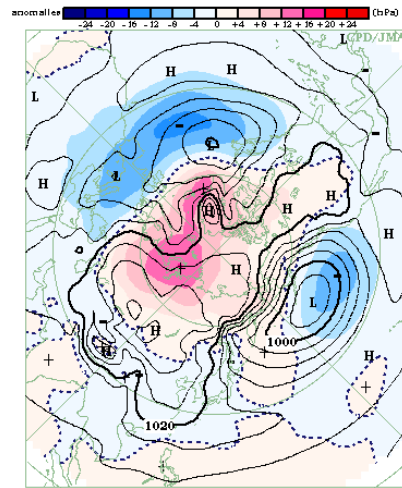 anomalies (hPa)
-24 -20 -16 -12 -8 -4 0 +4 +8 +12 +16 +20 +24
CPD/JMA
L
H H
L
L
L
H
H
H
H
H
H
+
H
L
1000
H
H
H
+
+
+
1020